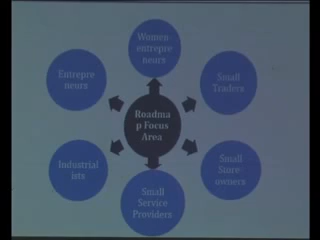 Women-
entrepre
neurs
Entrepre
neurs
Small
Traders
Roadma
p Focus
Area
Industrial
ists
Small
Store-
owners
Small
Service
Providers